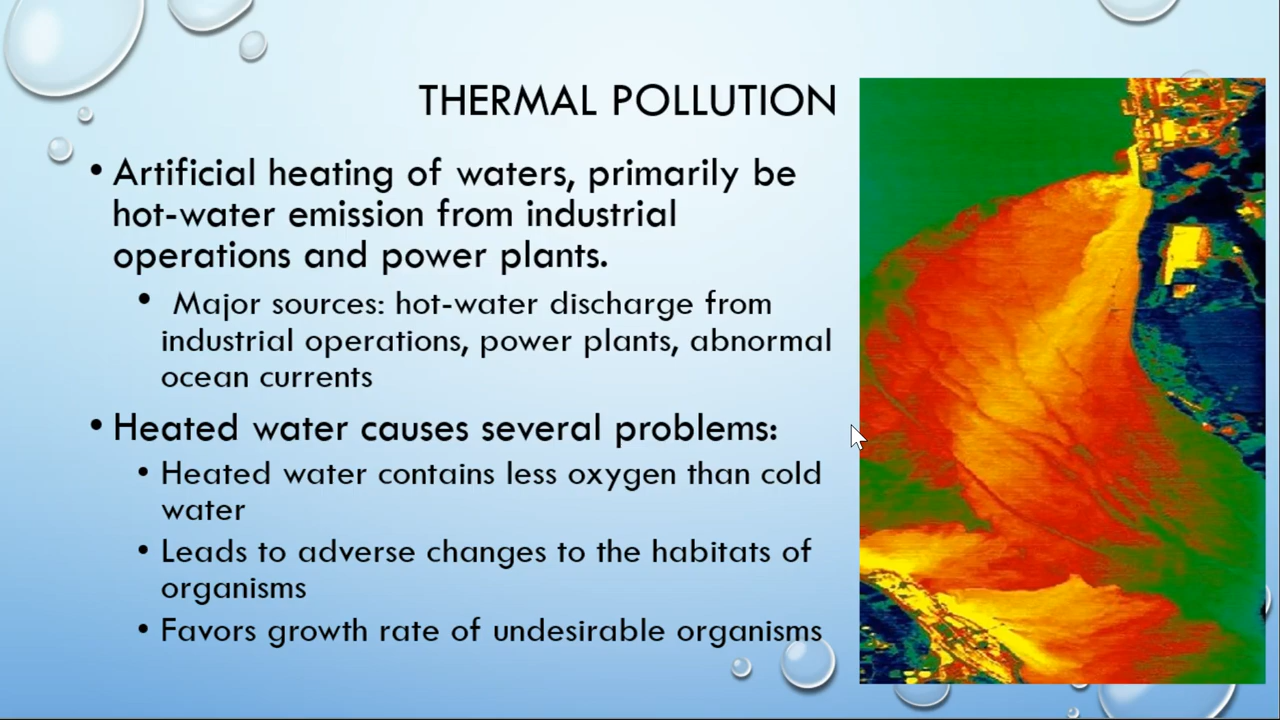 THERMAL POLLUTION
• Artificial heating of waters, primarily be
hot-water emission from industrial
operations and power plants.
• Major sources: hot-water discharge from
industrial operations, power plants, abnormal
ocean currents
• Heated water causes several problems:
• Heated water contains less oxygen than cold
water
• Leads to adverse changes to the habitats of
organisms
• Favors growth rate of undesirable organisms